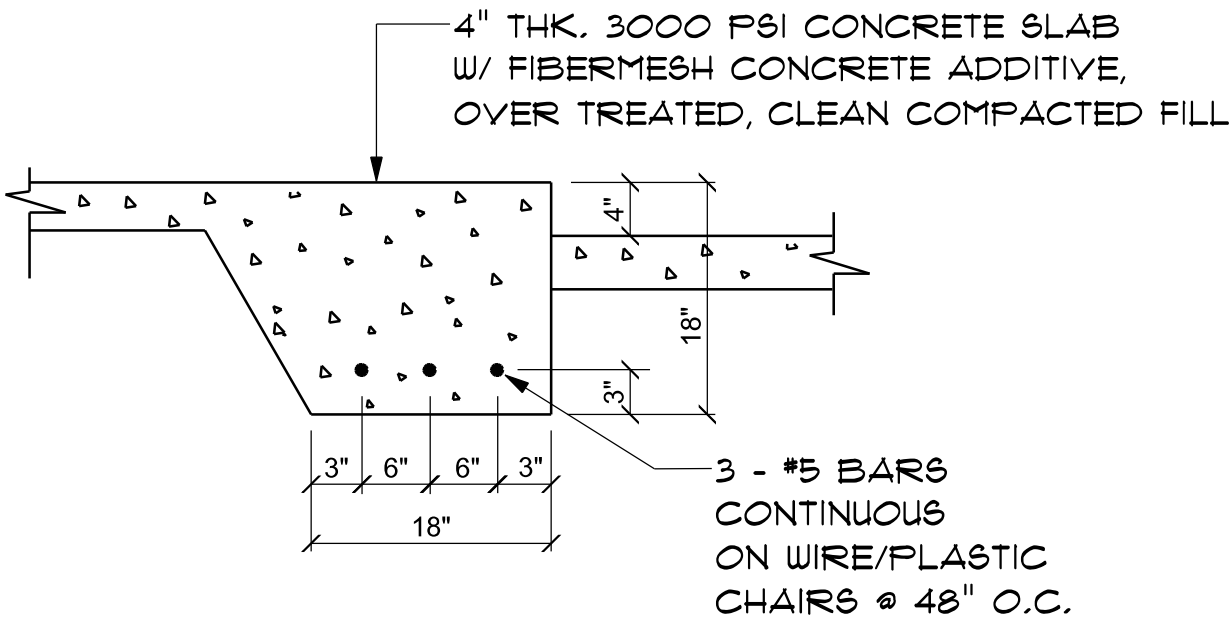 4" THK. 3000 PSI CONCRETE SLAB
W/ FIBERMESH CONCRETE ADDITIVE,
OVER TREATED, CLEAN COMPACTED FILL
4"
18"
3"
3" 6" 6" 3"
18"
3 - #5 BARS
CONTINUOUS
ON WIRE/PLASTIC
CHAIRS @ 48" O.C.